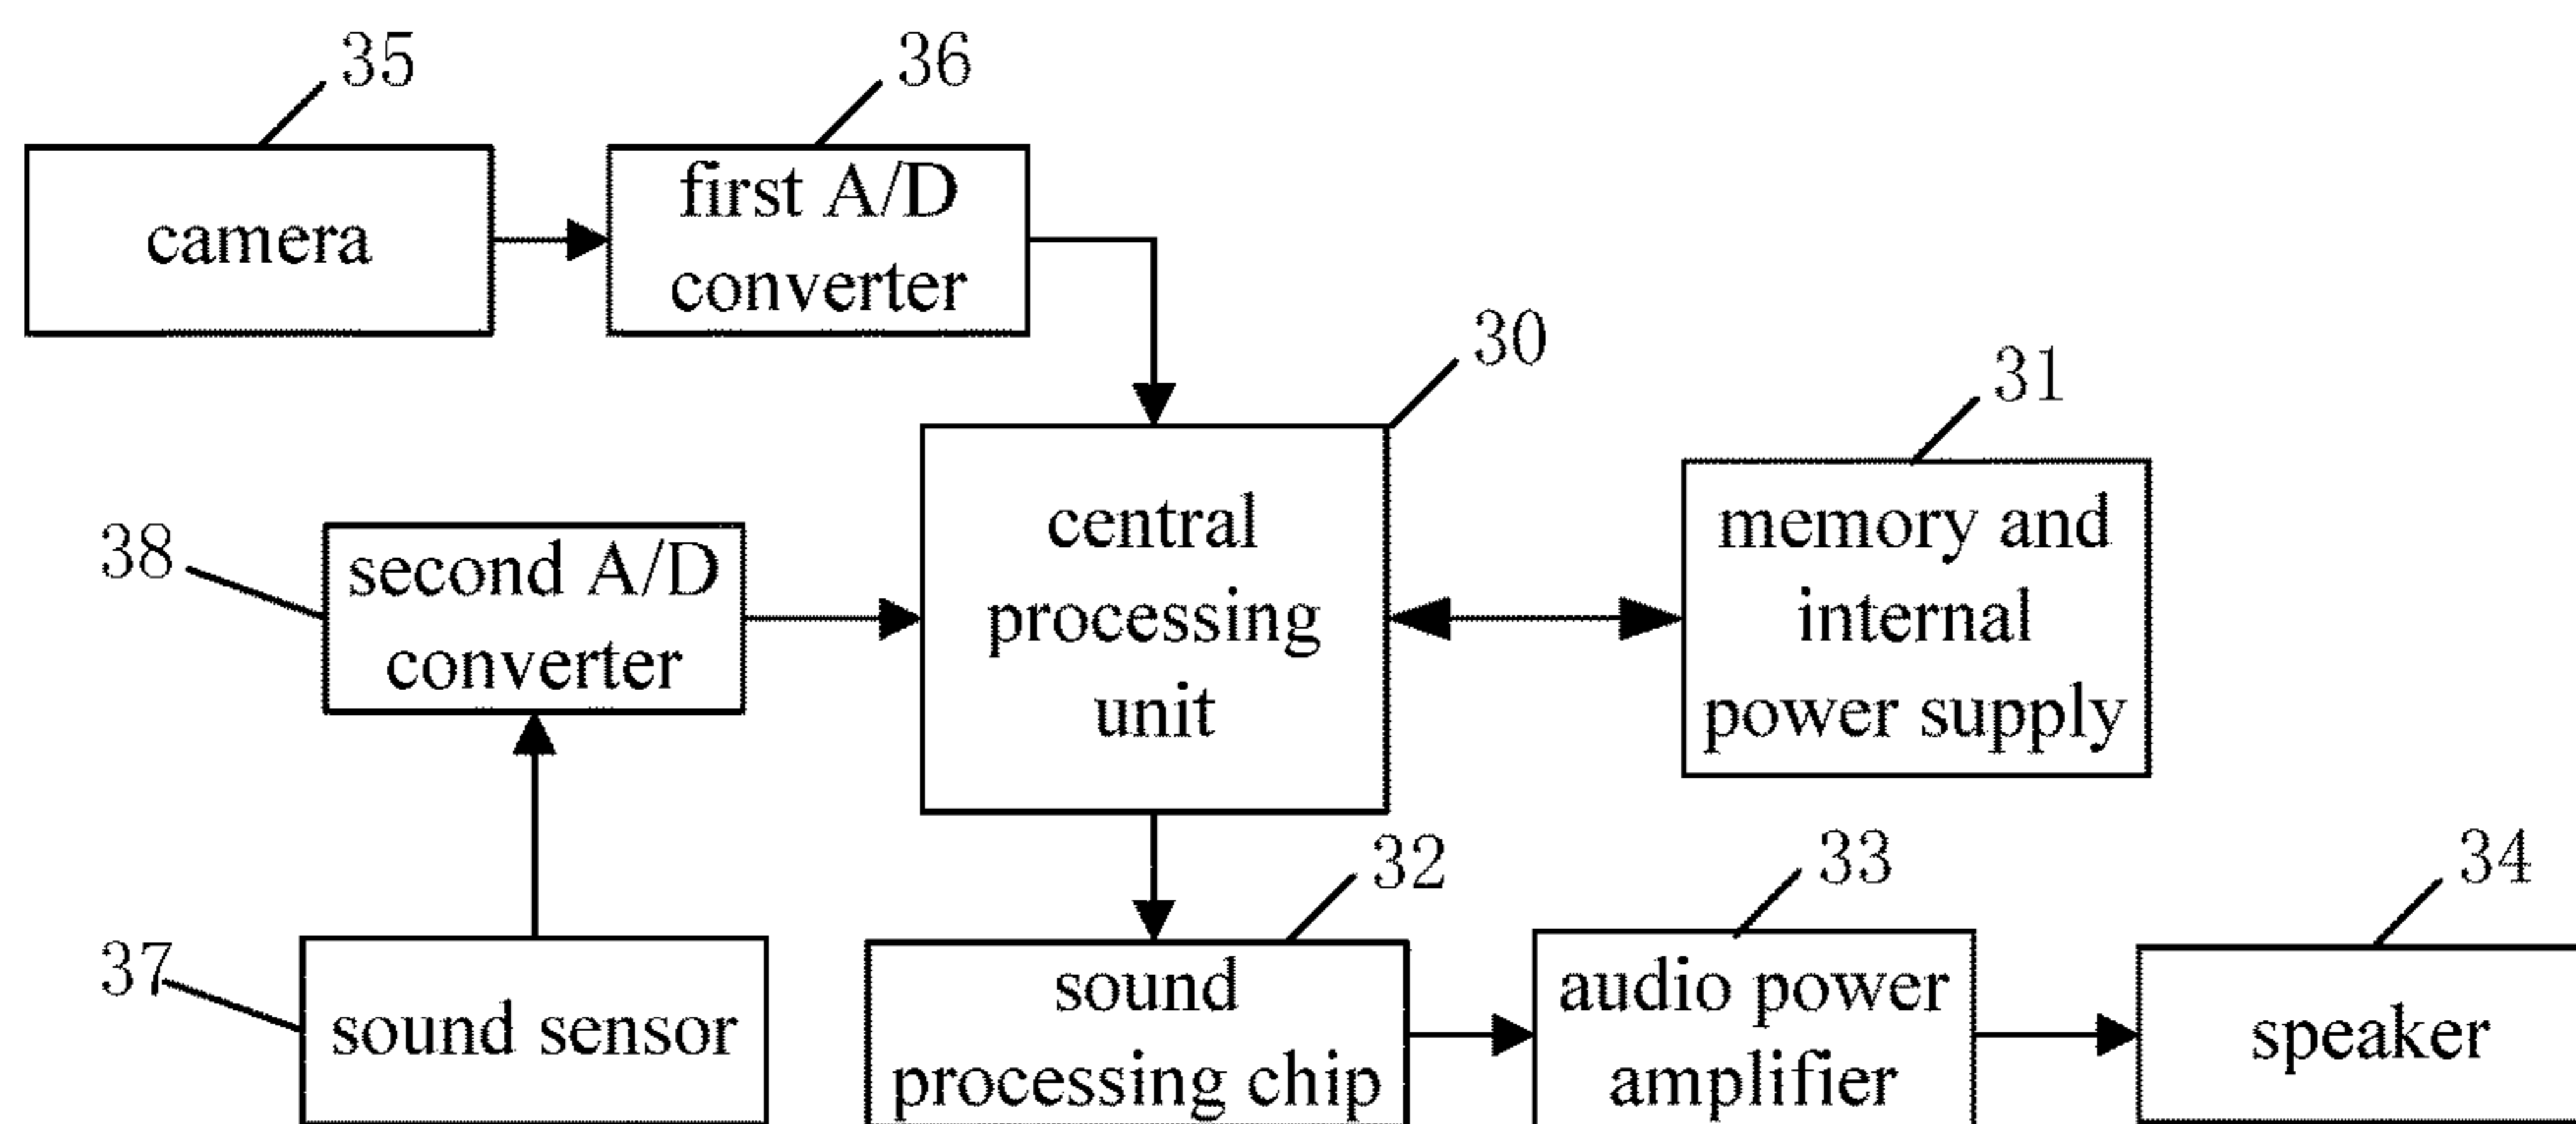 35
36
camera
first A/D
converter
30
31
38
second A/D
converter
central
processing
unit
memory and
internal
power supply
37
sound sensor
32
sound
processing chip
33
audio power
amplifier
34
speaker